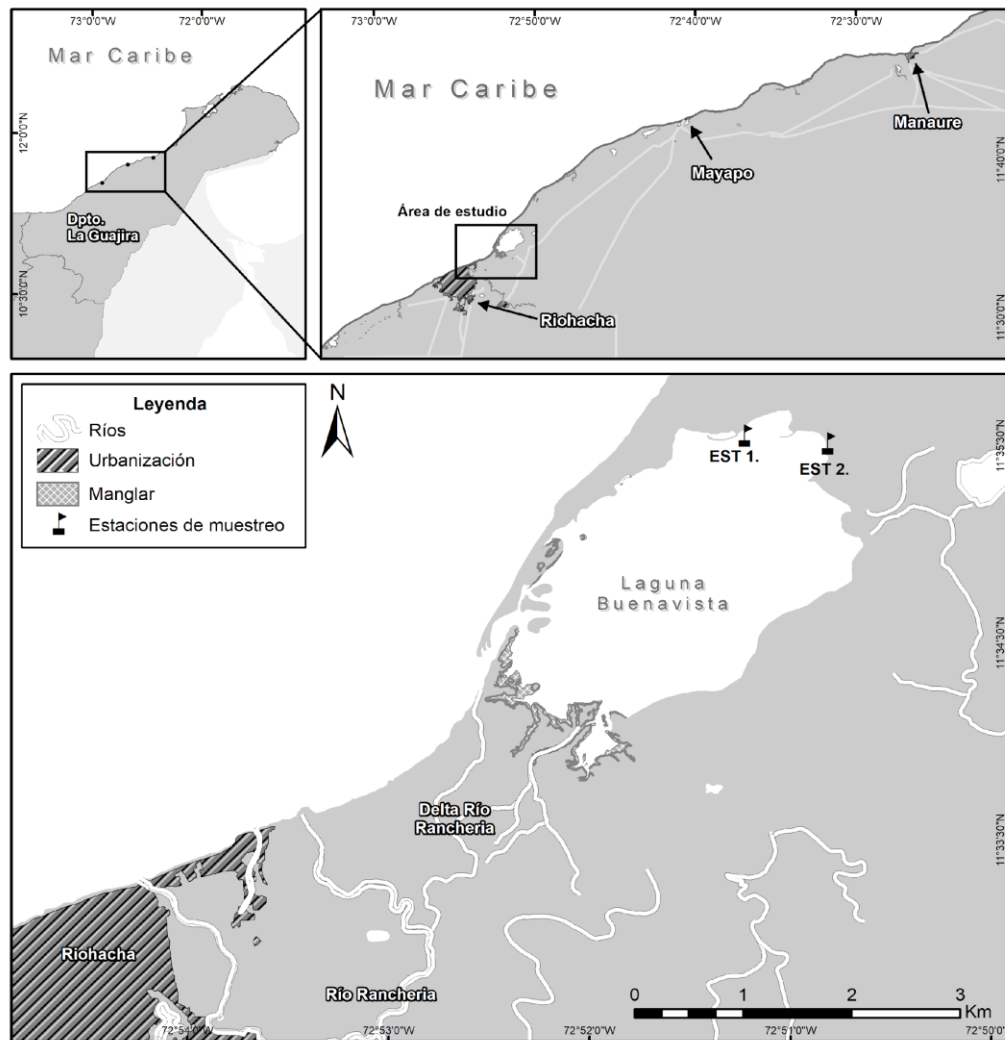 73°0'0"W
72°0'0"W
Mar Caribe
12°0'0"N
10°30'0"N
Dpto.
La Guajira
73°0'0"W
72°50'0"W
72°40'0"W
72°30'0"W
Mar Caribe
Manaure
Mayapo
11°40'0"N
Área de estudio
Riohacha
11°30'0"N
Leyenda
Ríos
Urbanización
Manglar
Estaciones de muestreo
N
EST 1.
EST 2.
11°35'30"N
Laguna
Buenavista
11°34'30"N
Delta Río
Rancheria
11°33'30"N
Riohacha
Río Rancheria
0 1 2 3
Km
72°54'0"W
72°53'0"W
72°52'0"W
72°51'0"W
72°50'0"W